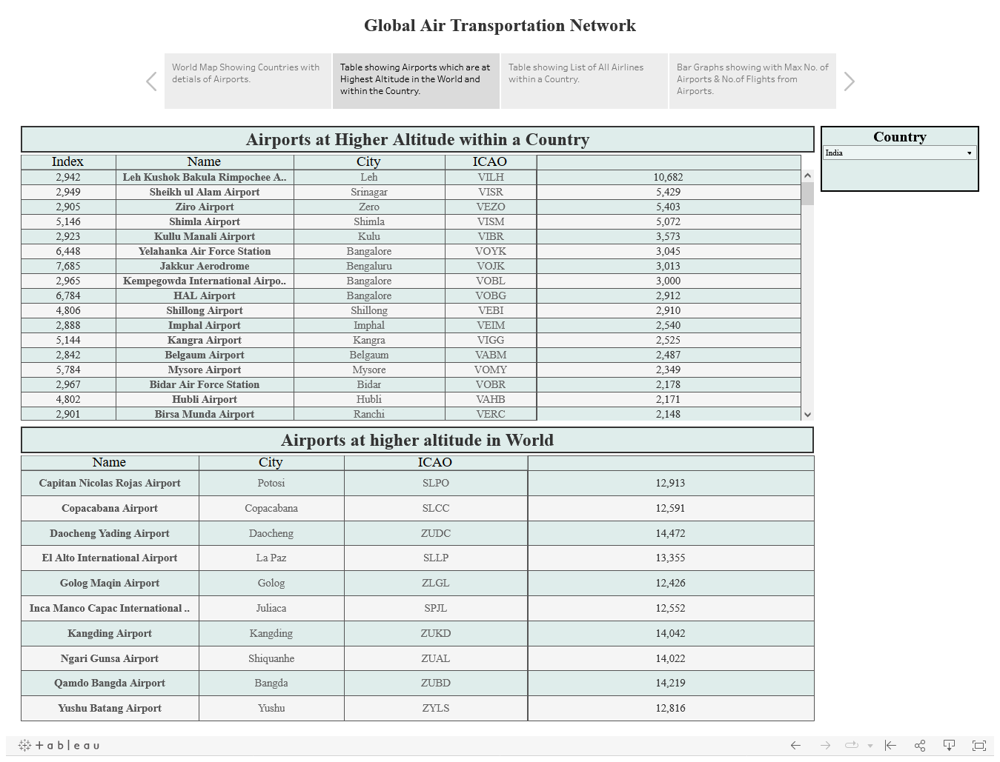 Global Air Transportation Network
World Map Showing Countries with
detials of Airports.
Table showing Airports which are at
Highest Altitude in the World and
within the Country.
Table showing List of All Airlines
within a Country.
Bar Graphs showing with Max No. of
Airports & No.of Flights from
Airports.
Airports at Higher Altitude within a Country
Country
India
Index Name City ICAO
2,942 Leh Kushok Bakula Rimpochee A.. Leh VILH 10,682
2,949 Sheikh ul Alam Airport Srinagar VISR 5,429
2,905 Ziro Airport Zero VEZO 5,403
5,146 Shimla Airport Shimla VISM 5,072
2,923 Kullu Manali Airport Kulu VIBR 3,573
6,448 Yelahanka Air Force Station Bangalore VOYK 3,045
7,685 Jakkur Aerodrome Bengaluru VOJK 3,013
2,965 Kempegowda International Airpo.. Bangalore VOBL 3,000
6,784 HAL Airport Bangalore VOBG 2,912
4,806 Shillong Airport Shillong VEBI 2,910
2,888 Imphal Airport Imphal VEIM 2,540
5,144 Kangra Airport Kangra VIGG 2,525
2,842 Belgaum Airport Belgaum VABM 2,487
5,784 Mysore Airport Mysore VOMY 2,349
2,967 Bidar Air Force Station Bidar VOBR 2,178
4,802 Hubli Airport Hubli VAHB 2,171
2,901 Birsa Munda Airport Ranchi VERC 2,148
Airports at higher altitude in World
Name City ICAO
Capitan Nicolas Rojas Airport Potosi SLPO 12,913
Copacabana Airport Copacabana SLCC 12,591
Daocheng Yading Airport Daocheng ZUDC 14,472
El Alto International Airport La Paz SLLP 13,355
Golog Maqin Airport Golog ZLGL 12,426
Inca Manco Capac International .. Juliaca SPJL 12,552
Kangding Airport Kangding ZUKD 14,042
Ngari Gunsa Airport Shiquanhe ZUAL 14,022
Qamdo Bangda Airport Bangda ZUBD 14,219
Yushu Batang Airport Yushu ZYLS 12,816
+ a b l e a u